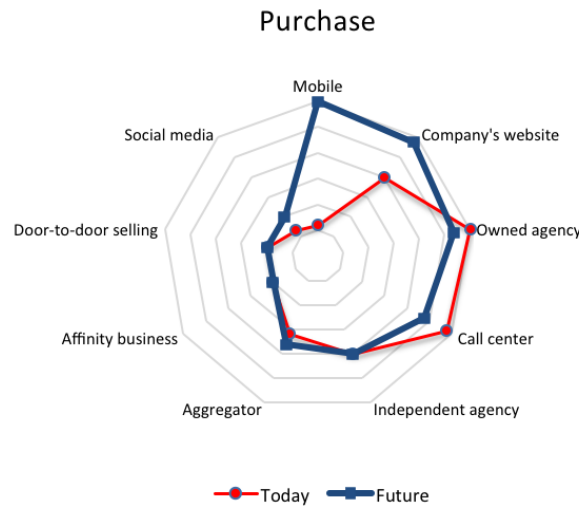 Purchase
Mobile
Social media
Company's website
Door-to-door selling
Owned agency
Affinity business
Call center
Aggregator
Independent agency
Today
Future